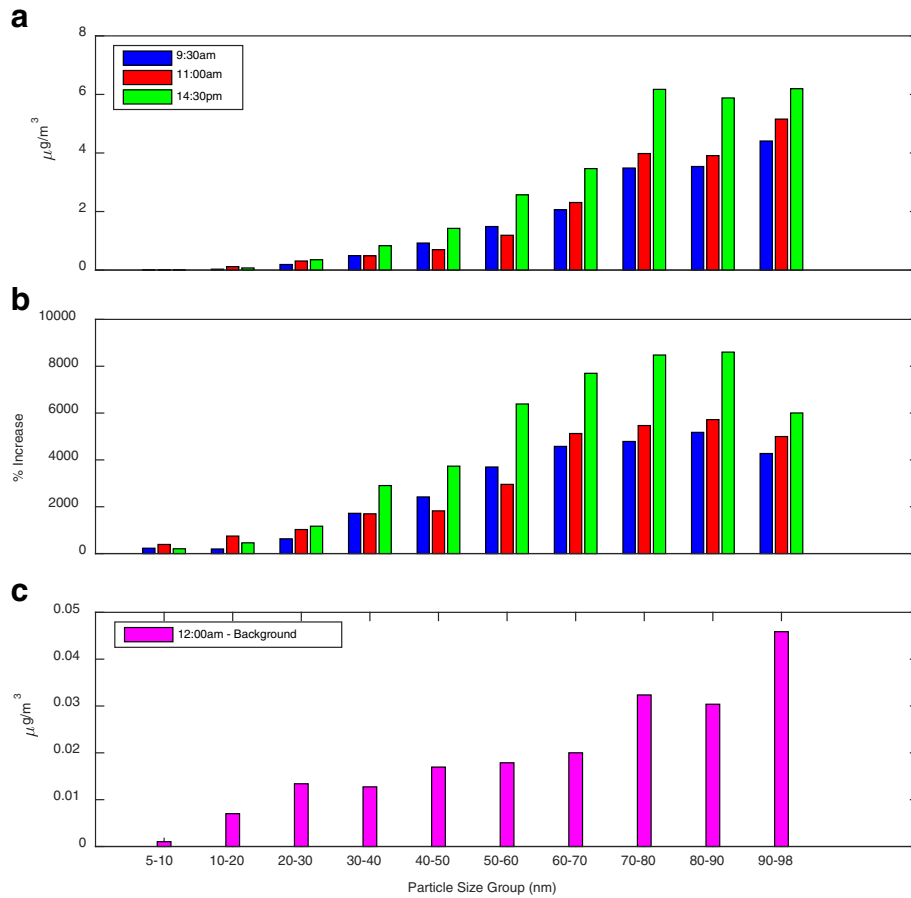 a
8
6
4
2
0
μg/m 3
9:30am
11:00am
14:30pm
b
10000
8000
6000
4000
2000
0
% Increase
c
0.05
0.04
0.03
0.02
0.01
0
μg/m 3
12:00am - Background
5-10 10-20 20-30 30-40 40-50 50-60 60-70 70-80 80-90 90-98
Particle Size Group (nm)